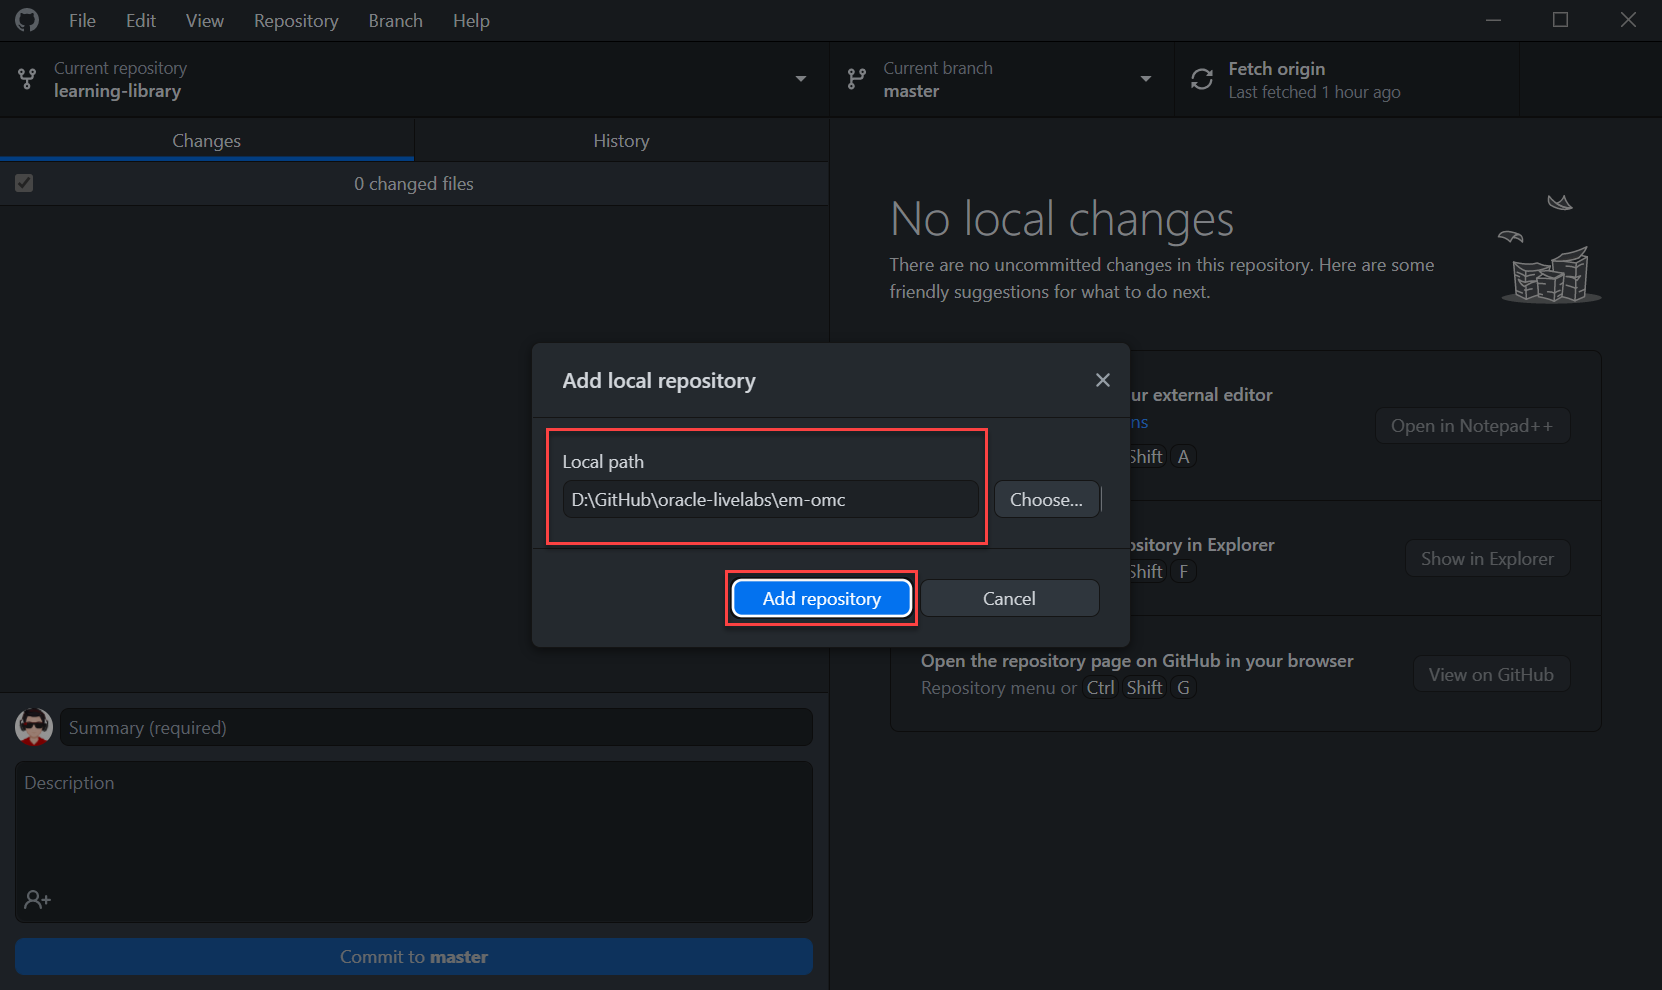 File Edit View Repository Branch Help
Current repository
learning-library
Current branch
master
Fetch origin
Last fetched 1 hour ago
Changes
History
0 changed files
No local changes
There are no uncommitted changes in this repository. Here are some
friendly suggestions for what to do next.
Add local repository
Local path
D:\GitHub\oracle-livelabs\em-omc
Choose...
Add repository
Cancel
ur external editor
ns
Shift A
Open in Notepad++
ository in Explorer
Shift F
Show in Explorer
Open the repository page on GitHub in your browser
Repository menu or Ctrl Shift G
View on GitHub
Summary (required)
Description
Commit to master